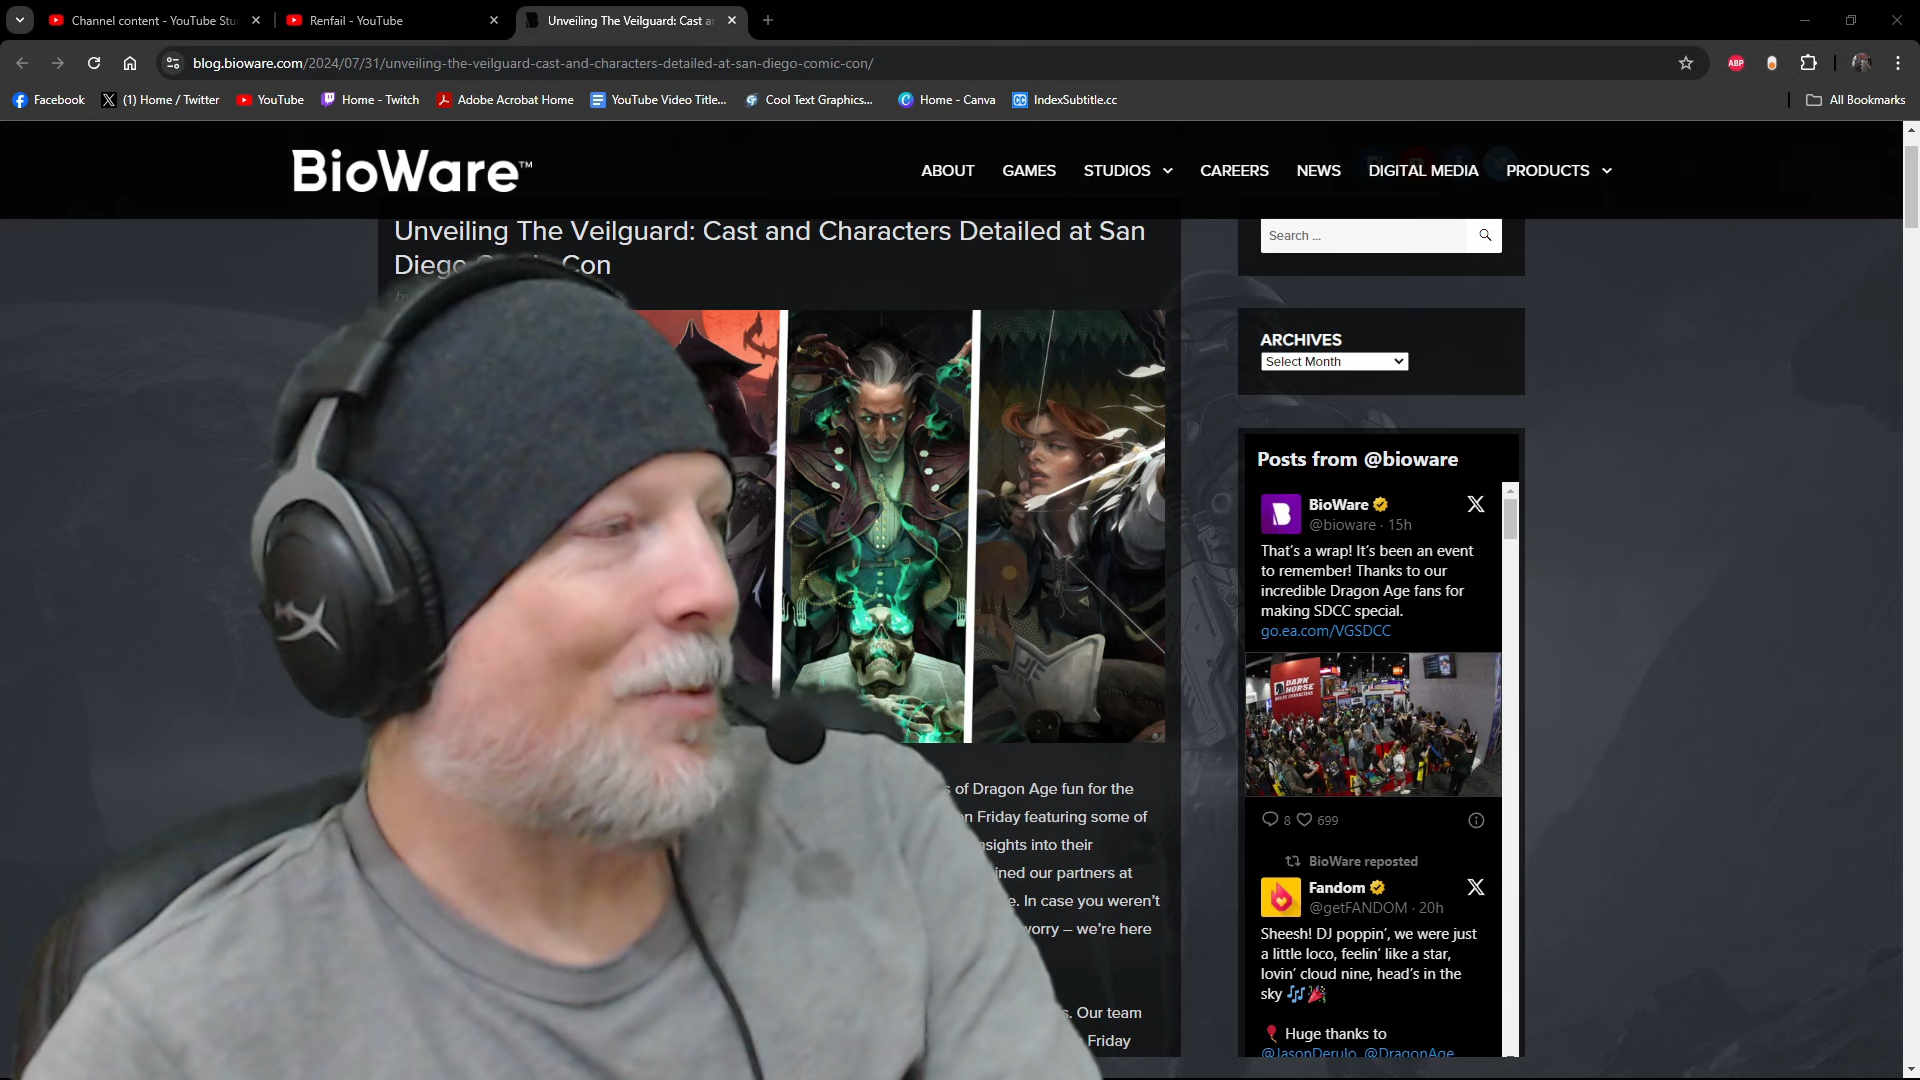 Channel content - YouTube Stu
Renfail - YouTube
Unveiling The Veilguard: Cast a
blog.bioware.com/2024/07/31/unveiling-the-veilguard-cast-and-characters-detailed-at-san-diego-comic-con/
ABP
Facebook
(1) Home / Twitter
YouTube
Home - Twitch
Adobe Acrobat Home
YouTube Video Title...
Cool Text Graphics...
Home - Canva
IndexSubtitle.cc
All Bookmarks
BioWare™
ABOUT
GAMES
STUDIOS
CAREERS
NEWS
DIGITAL MEDIA
PRODUCTS
Unveiling The Veilguard: Cast and Characters Detailed at San
Diego Con
of Dragon Age fun for the
Friday featuring some of
into their
our partners at
In case you weren't
– we're here
Our team
Friday
Search ...
ARCHIVES
Select Month
Posts from @bioware
BioWare
@bioware · 15h
That's a wrap! It's been an event
to remember! Thanks to our
incredible Dragon Age fans for
making SDCC special.
go.ea.com/VGSDCC
DARK
HORSE
8 699
BioWare reposted
Fandom
@getFANDOM · 20h
Sheesh! DJ poppin', we were just
a little loco, feelin' like a star,
lovin' cloud nine, head's in the
sky 🎶🎉
🎈 Huge thanks to
@JasonDerulo @DragonAge